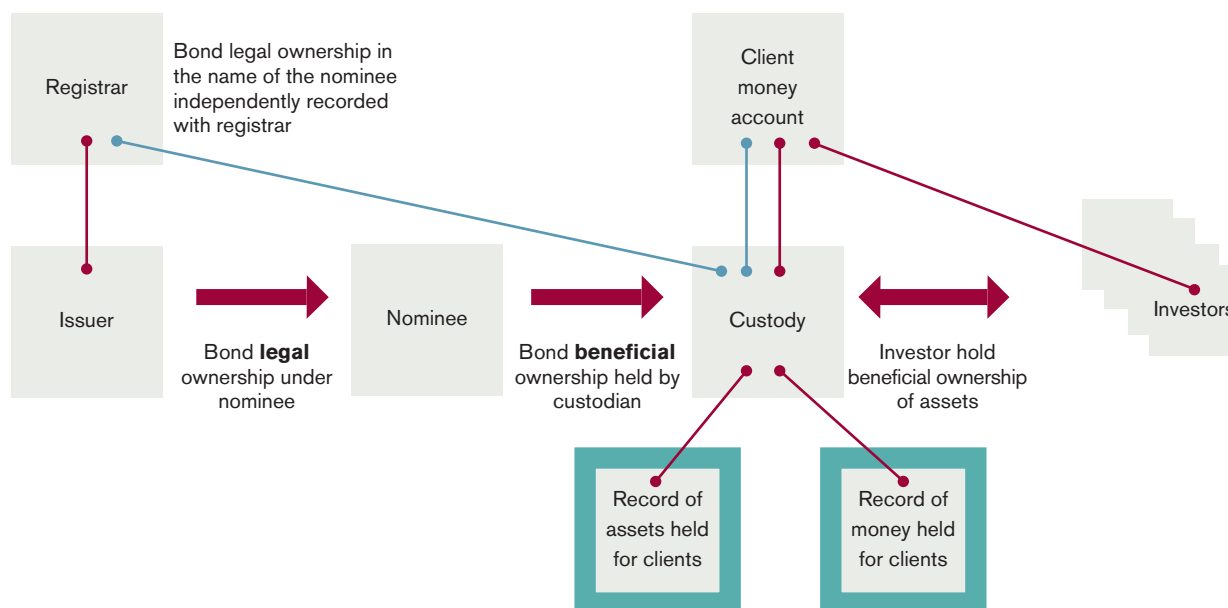 Registrar
Bond legal ownership in
the name of the nominee
independently recorded
with registrar
Client
money
account
Issuer
Nominee
Custody
Investors
Bond legal
ownership under
nominee
Bond beneficial
ownership held by
custodian
Investor hold
beneficial ownership
of assets
Record of
assets held
for clients
Record of
money held
for clients